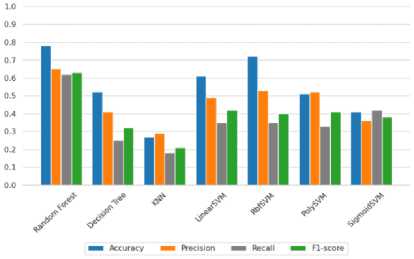 1.0
0.9
0.8
0.7
0.6
0.5
0.4
0.3
0.2
0.1
0.0
Random Forest
Decision Tree
KNN
LinearSVM
RbfSVM
PolySVM
SigmoidSVM
Accuracy Precision Recall F1-score